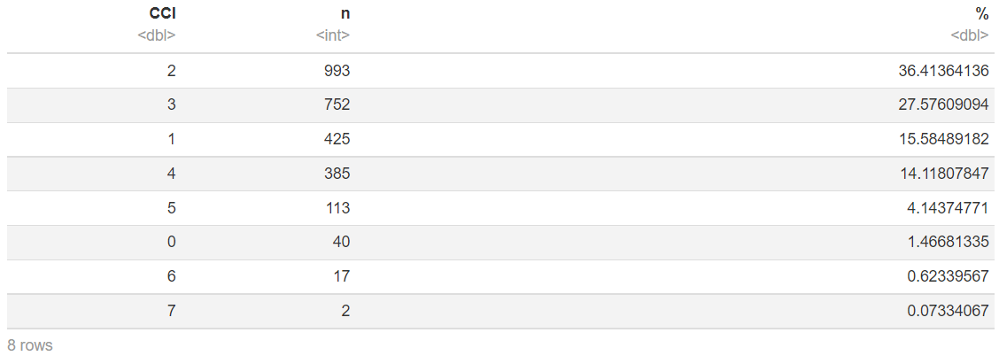 CCI n %
<dbl> <int> <dbl>
2 993 36.41364136
3 752 27.57609094
1 425 15.58489182
4 385 14.11807847
5 113 4.14374771
0 40 1.46681335
6 17 0.62339567
7 2 0.07334067
8 rows